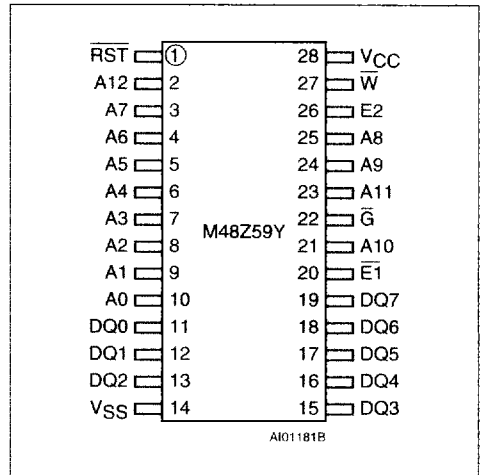 R̅S̅T̅ 1 28 VCC
A12 2 27 W̅
A7 3 26 E2
A6 4 25 A8
A5 5 24 A9
A4 6 23 A11
A3 7 22 G̅
M48Z59Y
A2 8 21 A10
A1 9 20 E̅1̅
A0 10 19 DQ7
DQ0 11 18 DQ6
DQ1 12 17 DQ5
DQ2 13 16 DQ4
VSS 14 15 DQ3
AI01181B